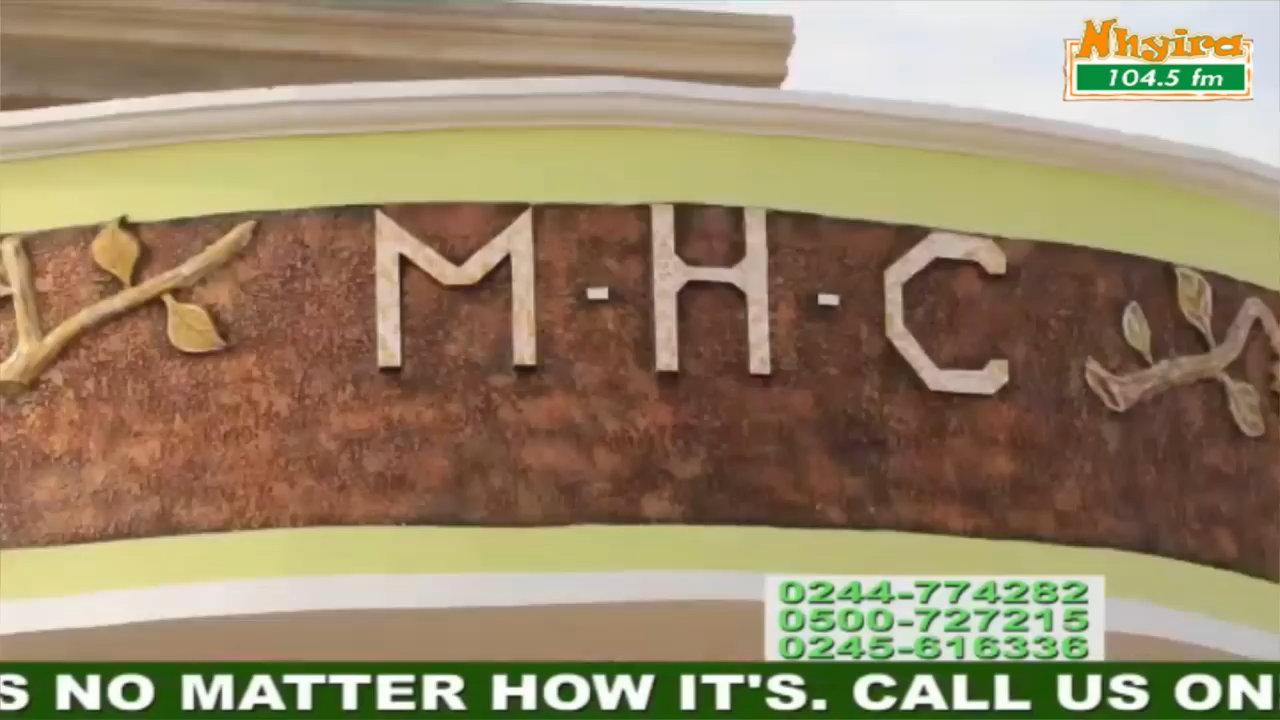 Nhyira
104.5 fm
M-H-C
0244-774282
0500-727215
0245-616336
S NO MATTER HOW IT'S. CALL US ON